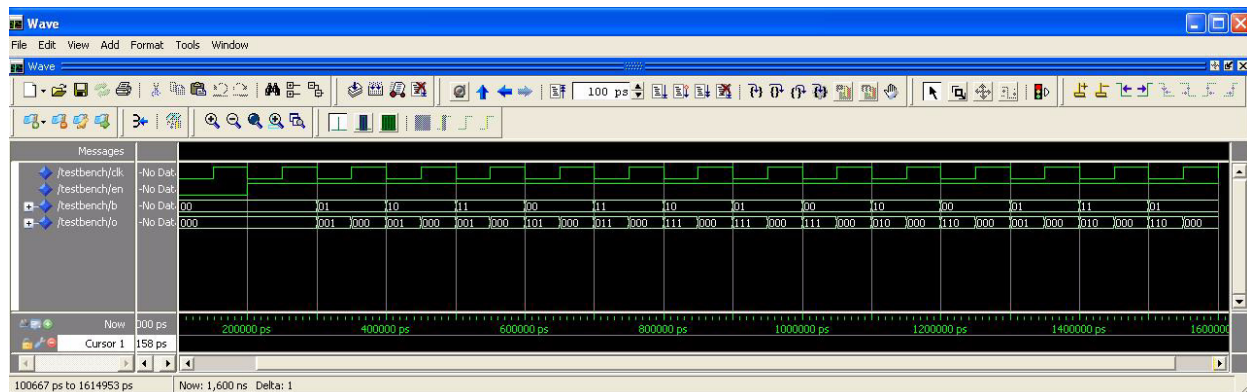 Wave
File Edit View Add Format Tools Window
Wave
100 ps
Messages
/testbench/clk -No Dat
/testbench/en -No Dat
/testbench/b -No Dat 00 01 10 11 00 11 10 01 00 10 00 01 11 01
/testbench/o -No Dat 000 001 000 001 000 001 000 101 000 011 000 111 000 111 000 111 000 010 000 110 000 001 000 010 000 110 000
Now 000 ps 200000 ps 400000 ps 600000 ps 800000 ps 1000000 ps 1200000 ps 1400000 ps 1600000
Cursor 1 158 ps
100667 ps to 1614953 ps Now: 1,600 ns Delta: 1